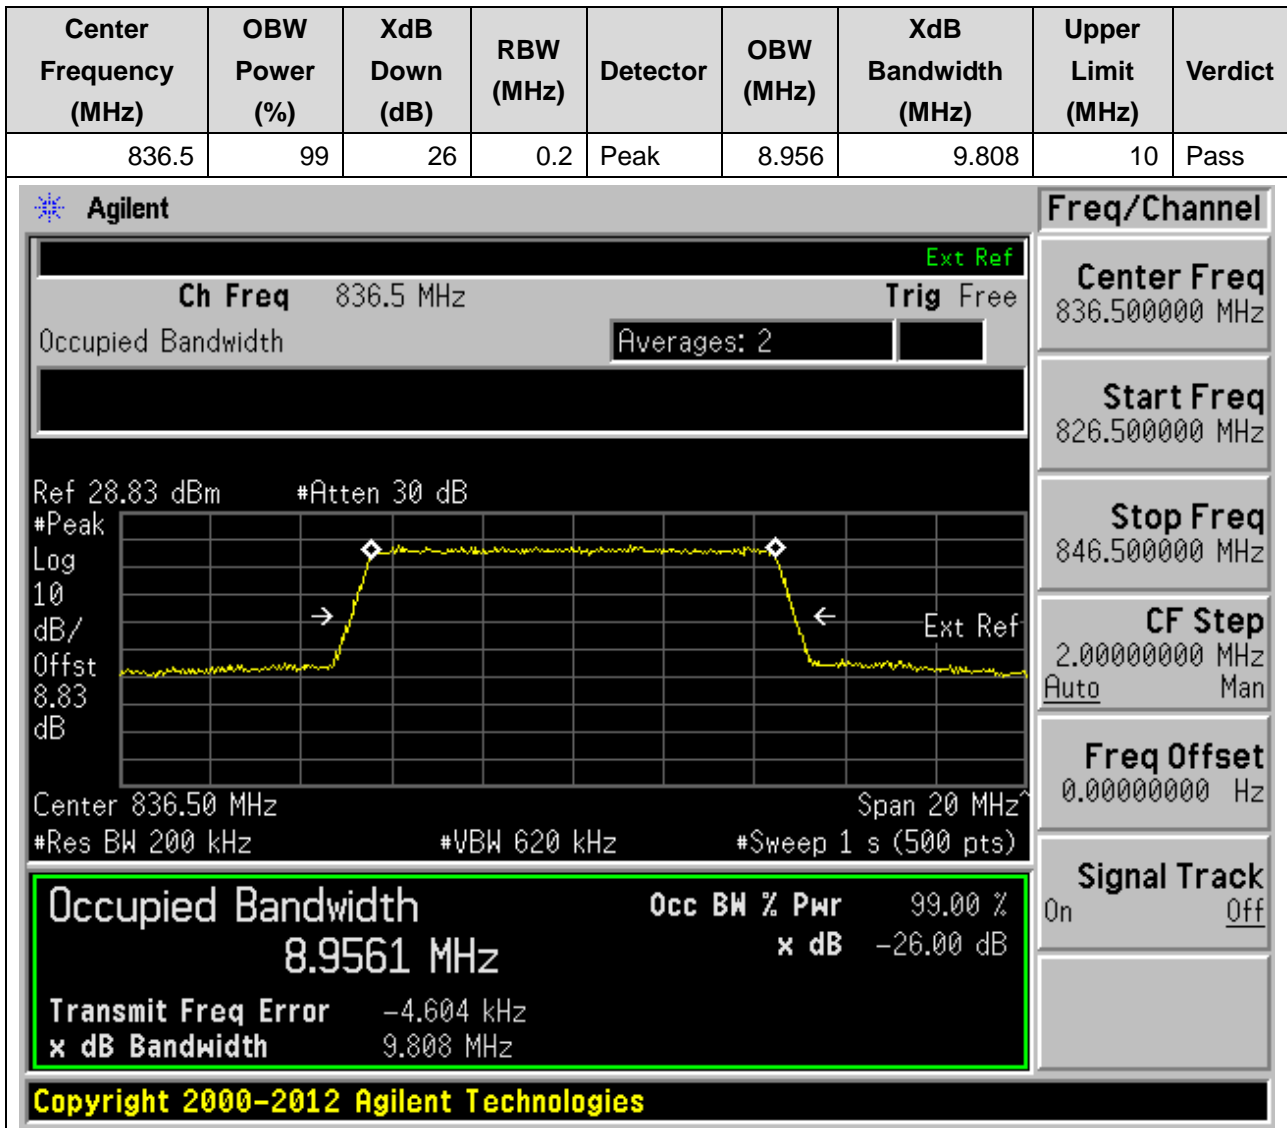 Center Frequency (MHz) OBW Power (%) XdB Down (dB) RBW (MHz) Detector OBW (MHz) XdB Bandwidth (MHz) Upper Limit (MHz) Verdict
836.5 99 26 0.2 Peak 8.956 9.808 10 Pass
Agilent
Freq/Channel
Ext Ref
Ch Freq 836.5 MHz Trig Free
Occupied Bandwidth Averages: 2
Center Freq
836.500000 MHz
Start Freq
826.500000 MHz
Stop Freq
846.500000 MHz
CF Step
2.00000000 MHz
Auto Man
Freq Offset
0.00000000 Hz
Signal Track
On Off
Ref 28.83 dBm #Atten 30 dB
#Peak
Log
10
dB/
Offst
8.83
dB
Ext Ref
Center 836.50 MHz Span 20 MHz^
#Res BW 200 kHz #VBW 620 kHz #Sweep 1 s (500 pts)
Occupied Bandwidth
8.9561 MHz
Occ BW % Pwr 99.00 %
x dB -26.00 dB
Transmit Freq Error -4.604 kHz
x dB Bandwidth 9.808 MHz
Copyright 2000-2012 Agilent Technologies